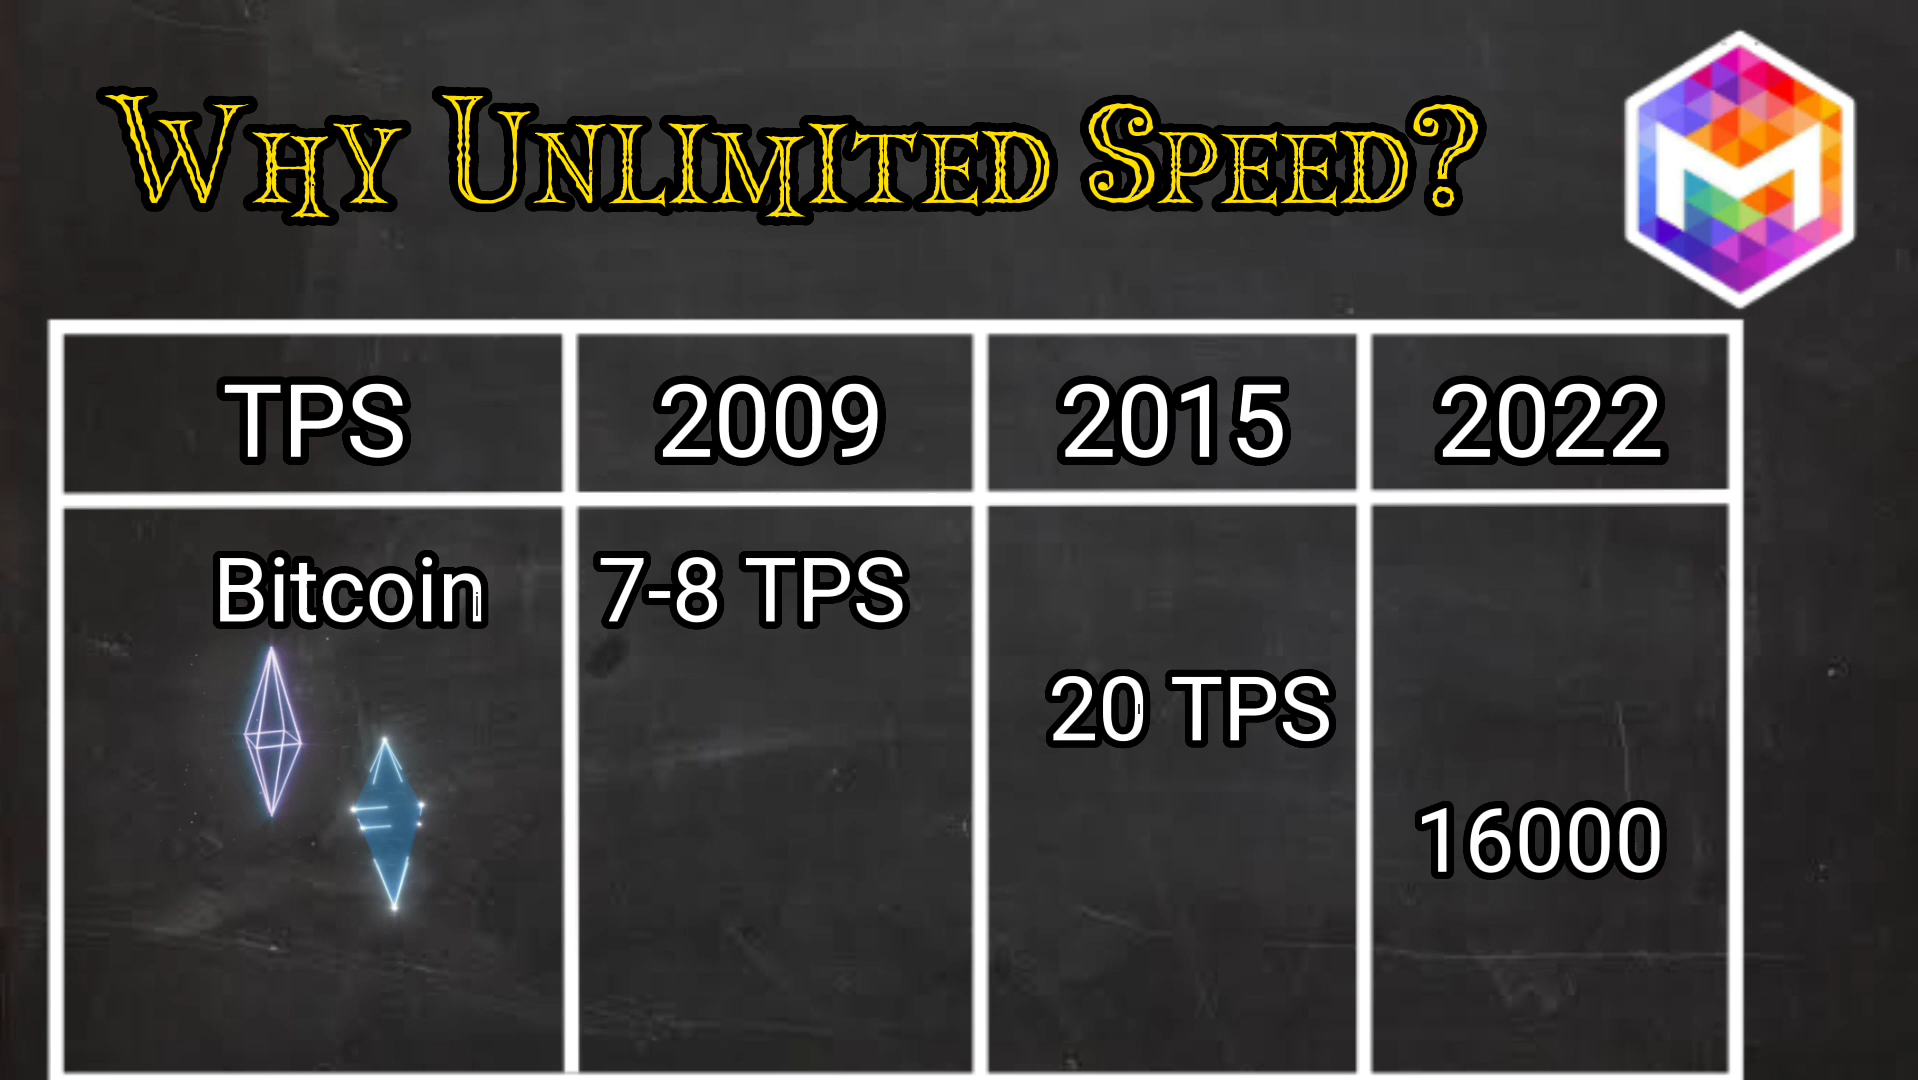 WHY UNLIMITED SPEED?
M
TPS 2009 2015 2022
Bitcoin 7-8 TPS
20 TPS
16000